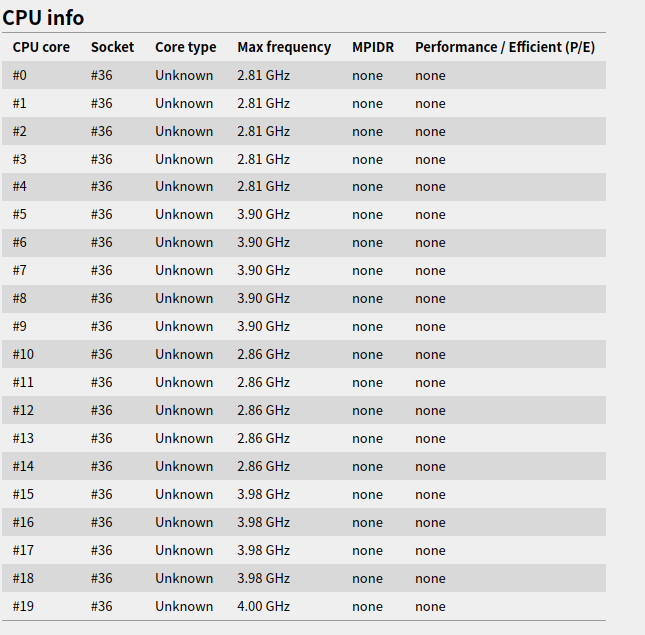 CPU info
CPU core Socket Core type Max frequency MPIDR Performance / Efficient (P/E)
#0 #36 Unknown 2.81 GHz none none
#1 #36 Unknown 2.81 GHz none none
#2 #36 Unknown 2.81 GHz none none
#3 #36 Unknown 2.81 GHz none none
#4 #36 Unknown 2.81 GHz none none
#5 #36 Unknown 3.90 GHz none none
#6 #36 Unknown 3.90 GHz none none
#7 #36 Unknown 3.90 GHz none none
#8 #36 Unknown 3.90 GHz none none
#9 #36 Unknown 3.90 GHz none none
#10 #36 Unknown 2.86 GHz none none
#11 #36 Unknown 2.86 GHz none none
#12 #36 Unknown 2.86 GHz none none
#13 #36 Unknown 2.86 GHz none none
#14 #36 Unknown 2.86 GHz none none
#15 #36 Unknown 3.98 GHz none none
#16 #36 Unknown 3.98 GHz none none
#17 #36 Unknown 3.98 GHz none none
#18 #36 Unknown 3.98 GHz none none
#19 #36 Unknown 4.00 GHz none none